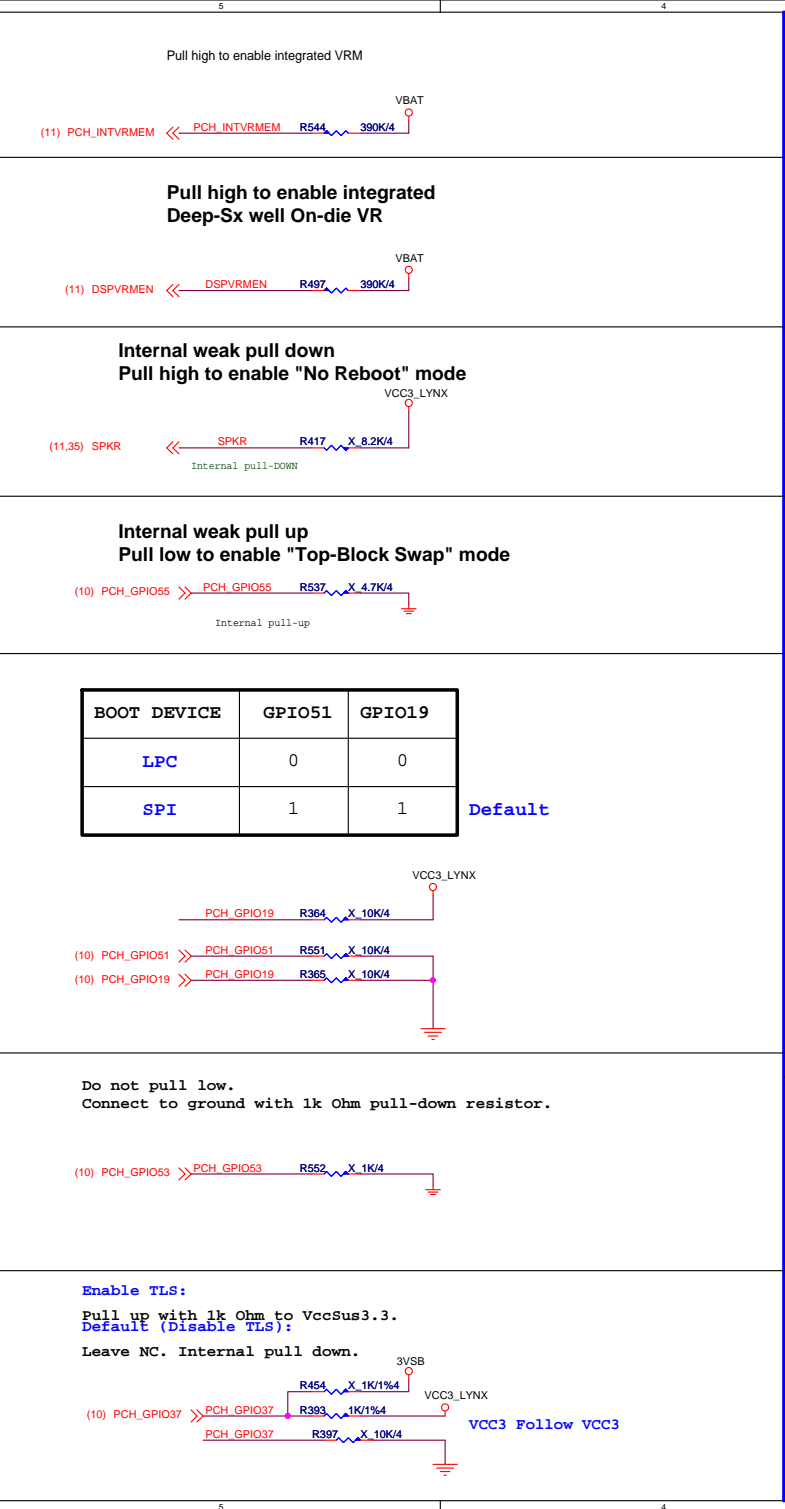 5 4
Pull high to enable integrated VRM
VBAT
(11) PCH_INTVRMEM PCH_INTVRMEM R544 390K/4
Pull high to enable integrated
Deep-Sx well On-die VR
VBAT
(11) DSPVRMEN DSPVRMEN R497 390K/4
Internal weak pull down
Pull high to enable "No Reboot" mode
VCC3_LYNX
(11,35) SPKR SPKR R417 X_8.2K/4
Internal pull-DOWN
Internal weak pull up
Pull low to enable "Top-Block Swap" mode
(10) PCH_GPIO55 PCH_GPIO55 R537 X_4.7K/4
Internal pull-up
BOOT DEVICE GPIO51 GPIO19
LPC 0 0
SPI 1 1 Default
VCC3_LYNX
PCH_GPIO19 R364 X_10K/4
(10) PCH_GPIO51 PCH_GPIO51 R551 X_10K/4
(10) PCH_GPIO19 PCH_GPIO19 R365 X_10K/4
Do not pull low.
Connect to ground with 1k Ohm pull-down resistor.
(10) PCH_GPIO53 PCH_GPIO53 R552 X_1K/4
Enable TLS:
Pull up with 1k Ohm to VccSus3.3.
Default (Disable TLS):
Leave NC. Internal pull down.
3VSB
R454 X_1K/1%4
VCC3_LYNX
(10) PCH_GPIO37 PCH_GPIO37 R393 1K/1%4
VCC3 Follow VCC3
PCH_GPIO37 R397 X_10K/4
5 4